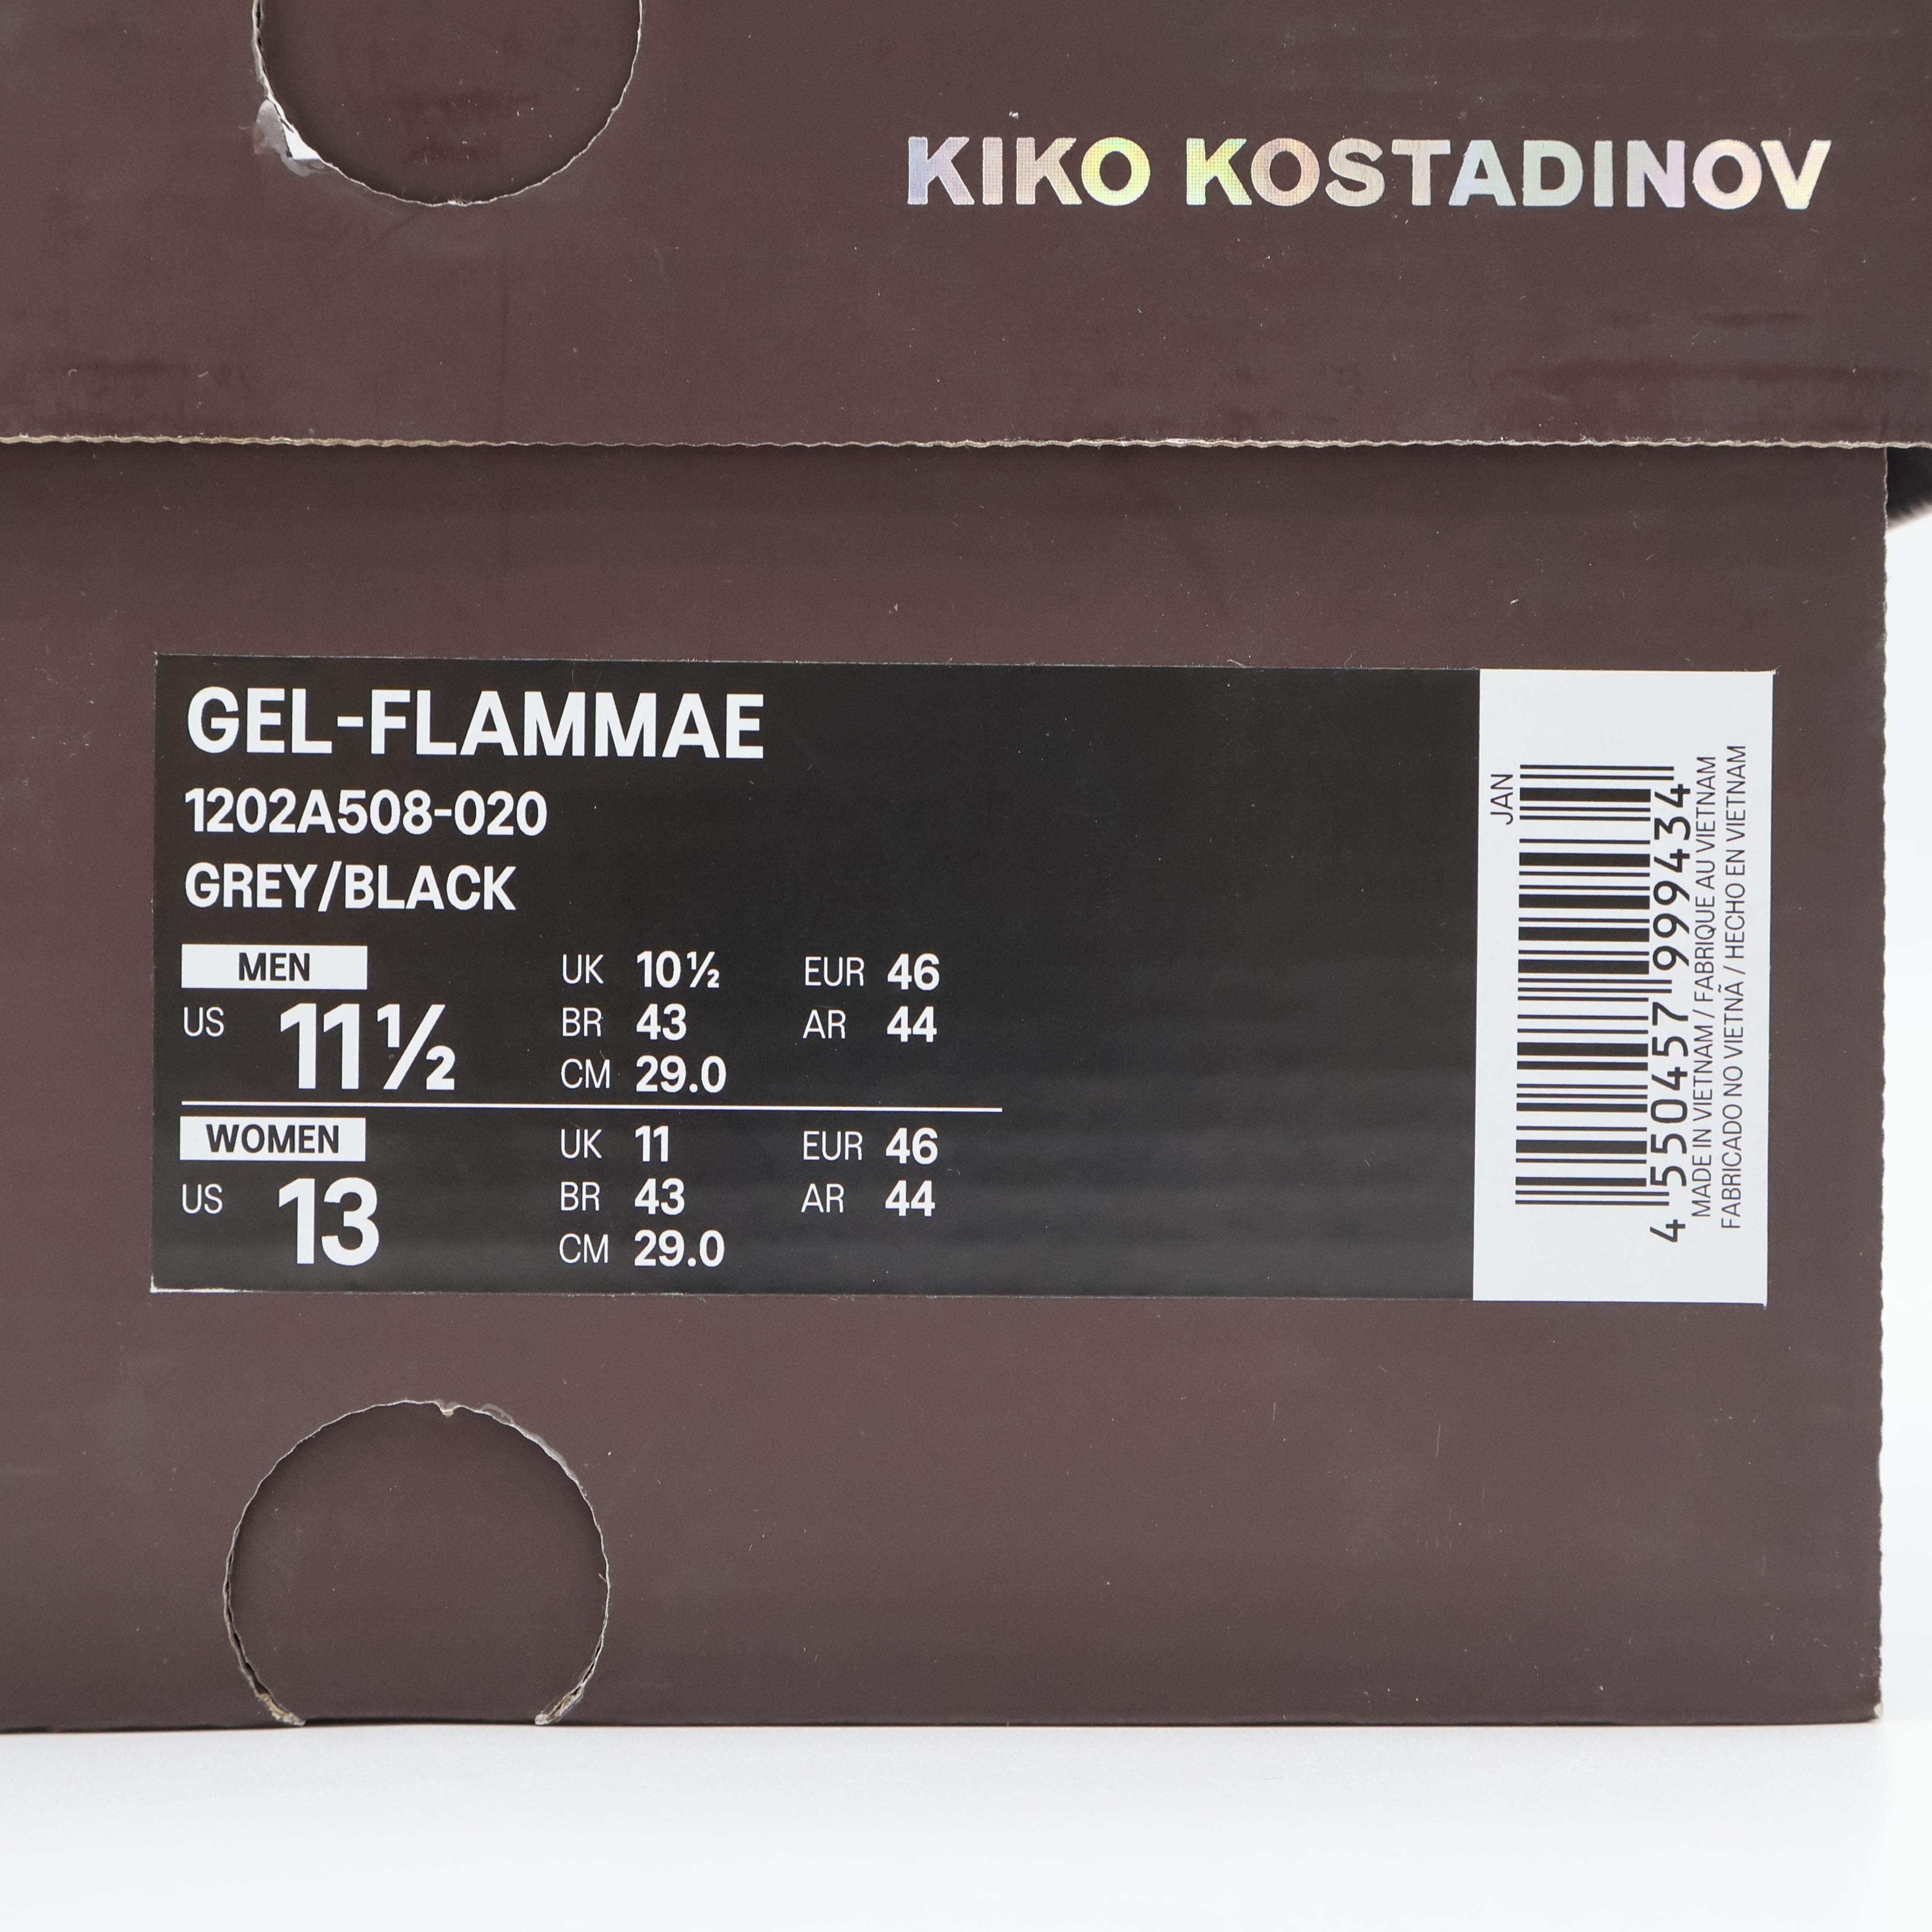 KIKO KOSTADINOV
GEL-FLAMMAE
1202A508-020
GREY/BLACK
MEN
US 11½
UK 10½ EUR 46
BR 43 AR 44
CM 29.0
WOMEN
US 13
UK 11 EUR 46
BR 43 AR 44
CM 29.0
JAN
4 550457 999434
MADE IN VIETNAM / FABRIQUE AU VIETNAM
FABRICADO NO VIETNÃ / HECHO EN VIETNAM